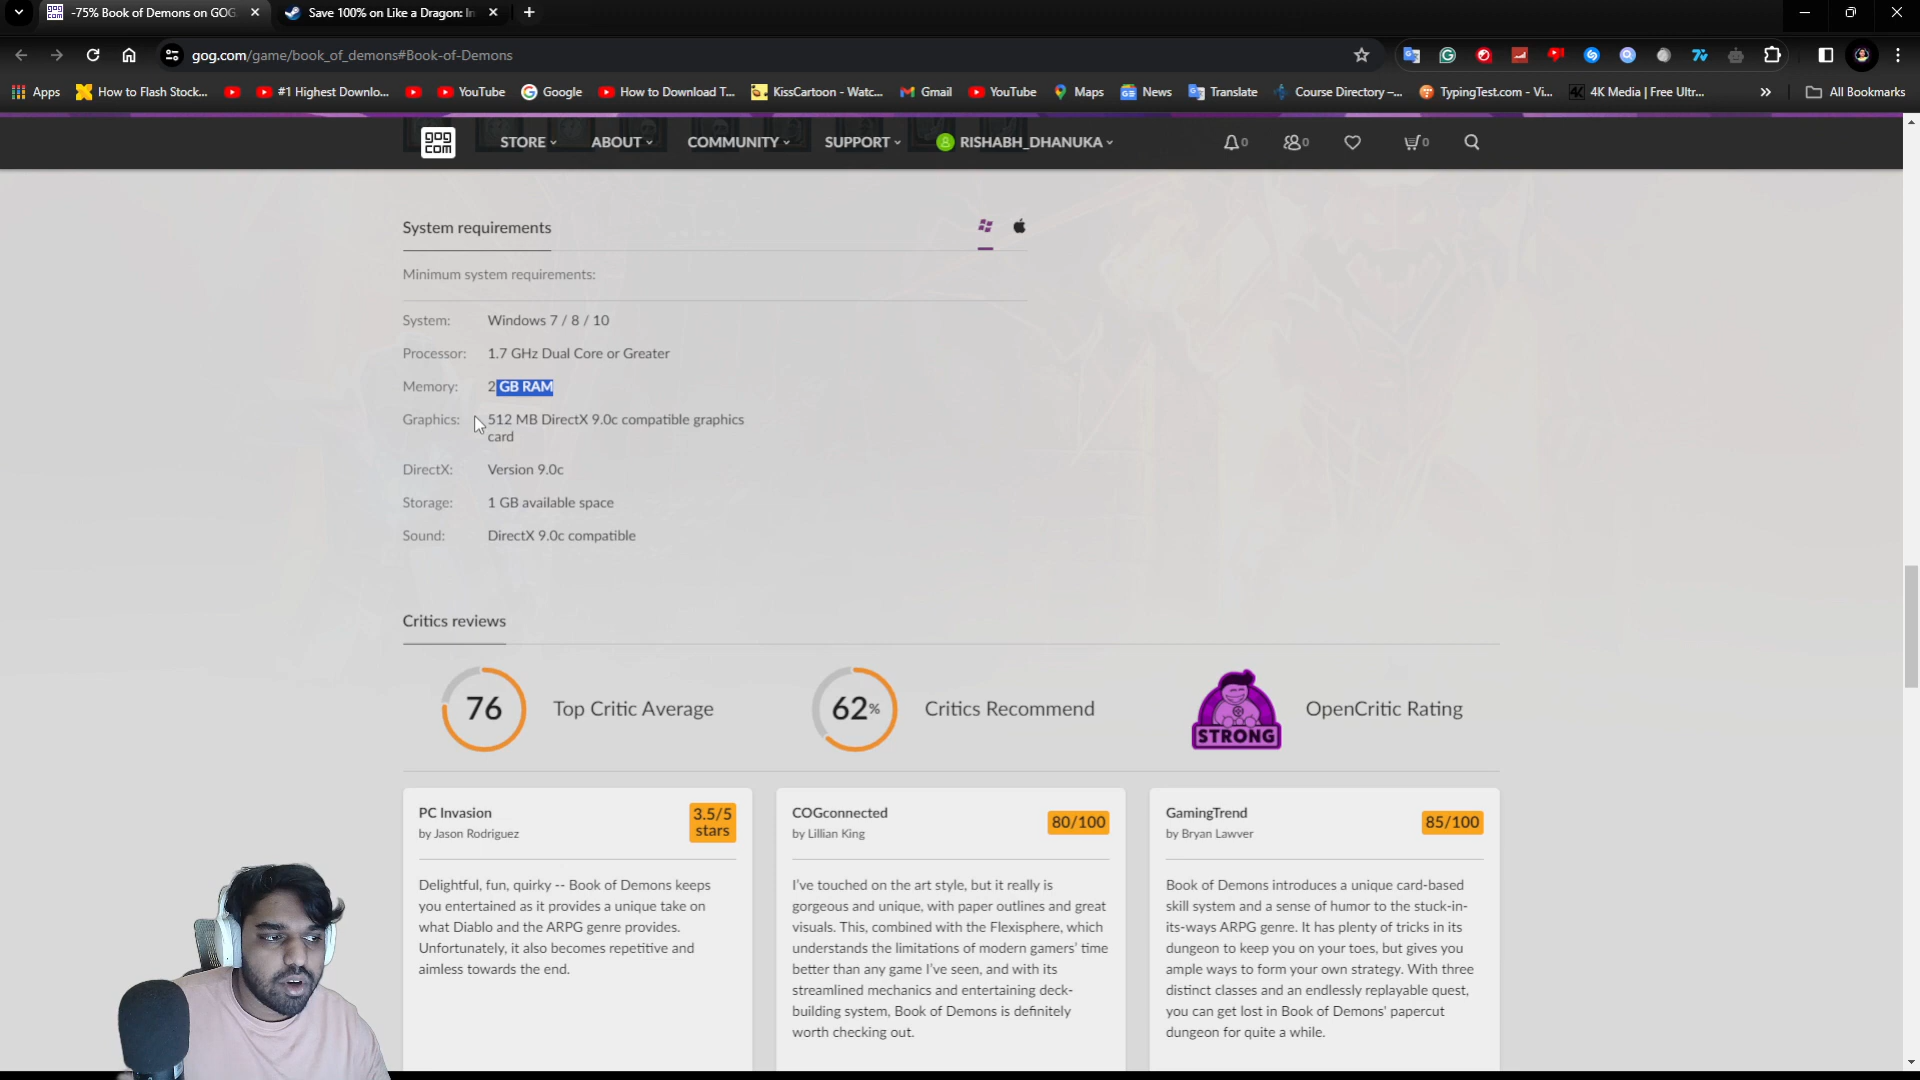 -75% Book of Demons on GOG
Save 100% on Like a Dragon: In
gog.com/game/book_of_demons#Book-of-Demons
Apps
How to Flash Stock...
#1 Highest Downlo...
YouTube
Google
How to Download T...
KissCartoon - Watc...
Gmail
YouTube
Maps
News
Translate
Course Directory –...
TypingTest.com - Vi...
4K Media | Free Ultr...
All Bookmarks
gog
com
STORE
ABOUT
COMMUNITY
SUPPORT
RISHABH_DHANUKA
0
0
0
System requirements
Minimum system requirements:
System: Windows 7 / 8 / 10
Processor: 1.7 GHz Dual Core or Greater
Memory: 2 GB RAM
Graphics: 512 MB DirectX 9.0c compatible graphics
card
DirectX: Version 9.0c
Storage: 1 GB available space
Sound: DirectX 9.0c compatible
Critics reviews
76 Top Critic Average
62% Critics Recommend
STRONG OpenCritic Rating
PC Invasion
by Jason Rodriguez
3.5/5
stars
Delightful, fun, quirky -- Book of Demons keeps
you entertained as it provides a unique take on
what Diablo and the ARPG genre provides.
Unfortunately, it also becomes repetitive and
aimless towards the end.
COGconnected
by Lillian King
80/100
I've touched on the art style, but it really is
gorgeous and unique, with paper outlines and great
visuals. This, combined with the Flexisphere, which
understands the limitations of modern gamers' time
better than any game I've seen, and with its
streamlined mechanics and entertaining deck-
building system, Book of Demons is definitely
worth checking out.
GamingTrend
by Bryan Lawver
85/100
Book of Demons introduces a unique card-based
skill system and a sense of humor to the stuck-in-
its-ways ARPG genre. It has plenty of tricks in its
dungeon to keep you on your toes, but gives you
ample ways to form your own strategy. With three
distinct classes and an endlessly replayable quest,
you can get lost in Book of Demons' papercut
dungeon for quite a while.